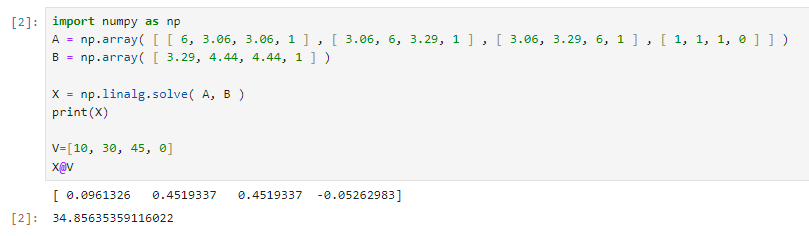 [2]: import numpy as np
A = np.array( [ [ 6, 3.06, 3.06, 1 ] , [ 3.06, 6, 3.29, 1 ] , [ 3.06, 3.29, 6, 1 ] , [ 1, 1, 1, 0 ] ] )
B = np.array( [ 3.29, 4.44, 4.44, 1 ] )
X = np.linalg.solve( A, B )
print(X)
V=[10, 30, 45, 0]
X@V
[ 0.0961326   0.4519337   0.4519337  -0.05262983]
[2]: 34.85635359116022